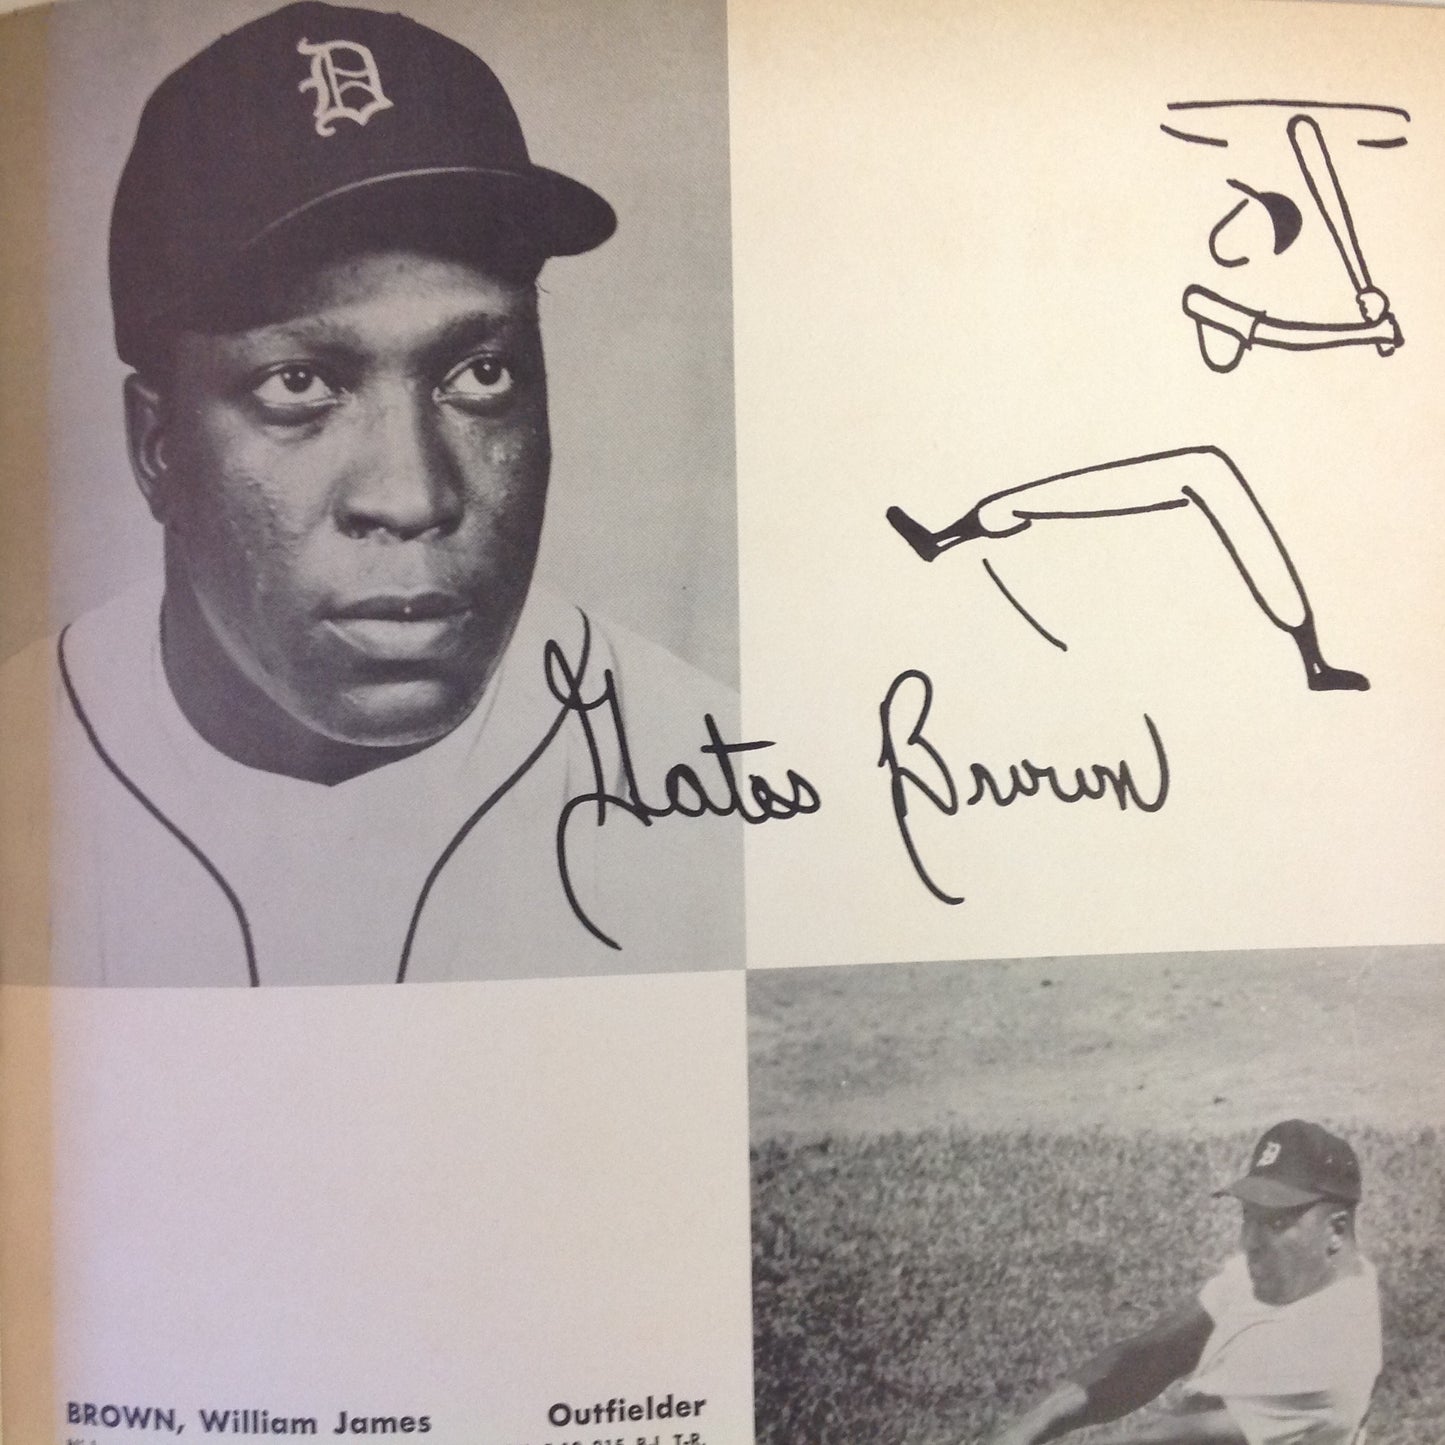 D
Gates Brown
D
BROWN, William James Outfielder